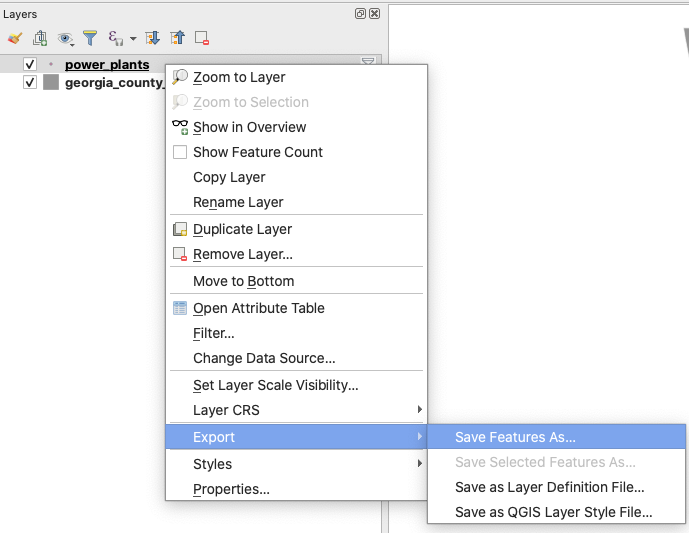 Layers
power_plants
georgia_county_
Zoom to Layer
Zoom to Selection
Show in Overview
Show Feature Count
Copy Layer
Rename Layer
Duplicate Layer
Remove Layer...
Move to Bottom
Open Attribute Table
Filter...
Change Data Source...
Set Layer Scale Visibility...
Layer CRS
Export
Styles
Properties...
Save Features As...
Save Selected Features As...
Save as Layer Definition File...
Save as QGIS Layer Style File...